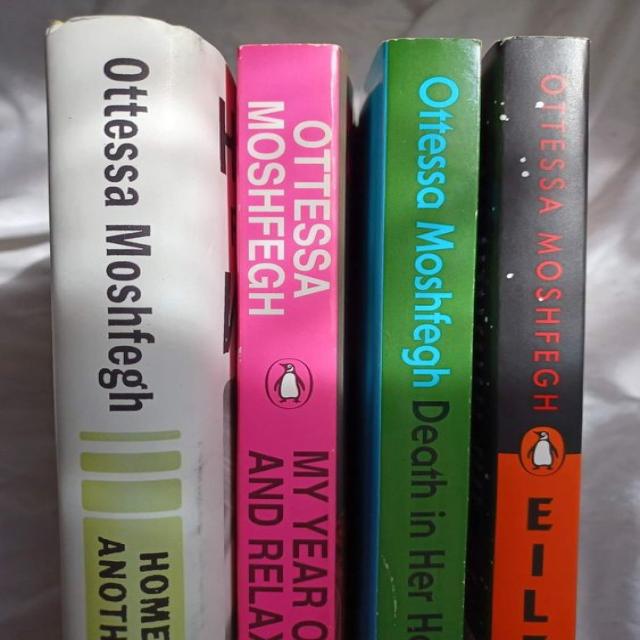 Ottessa Moshfegh
HOME
ANOTH
OTTESSA
MOSHFEGH
MY YEAR O
AND RELAX
Ottessa Moshfegh Death in Her H
OTTESSA MOSHFEGH
EIL